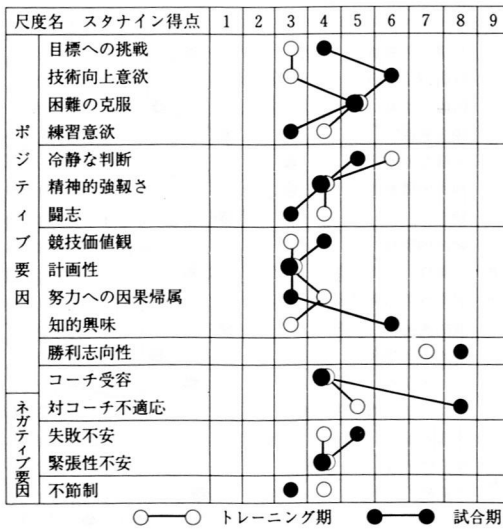 尺度名 スタナイン得点 1 2 3 4 5 6 7 8 9
ポジティブ要因
目標への挑戦
技術向上意欲
困難の克服
練習意欲
冷静な判断
精神的強靱さ
闘志
競技価値観
計画性
努力への因果帰属
知的興味
勝利志向性
コーチ受容
ネガティブ要因
対コーチ不適応
失敗不安
緊張性不安
不節制
トレーニング期 試合期